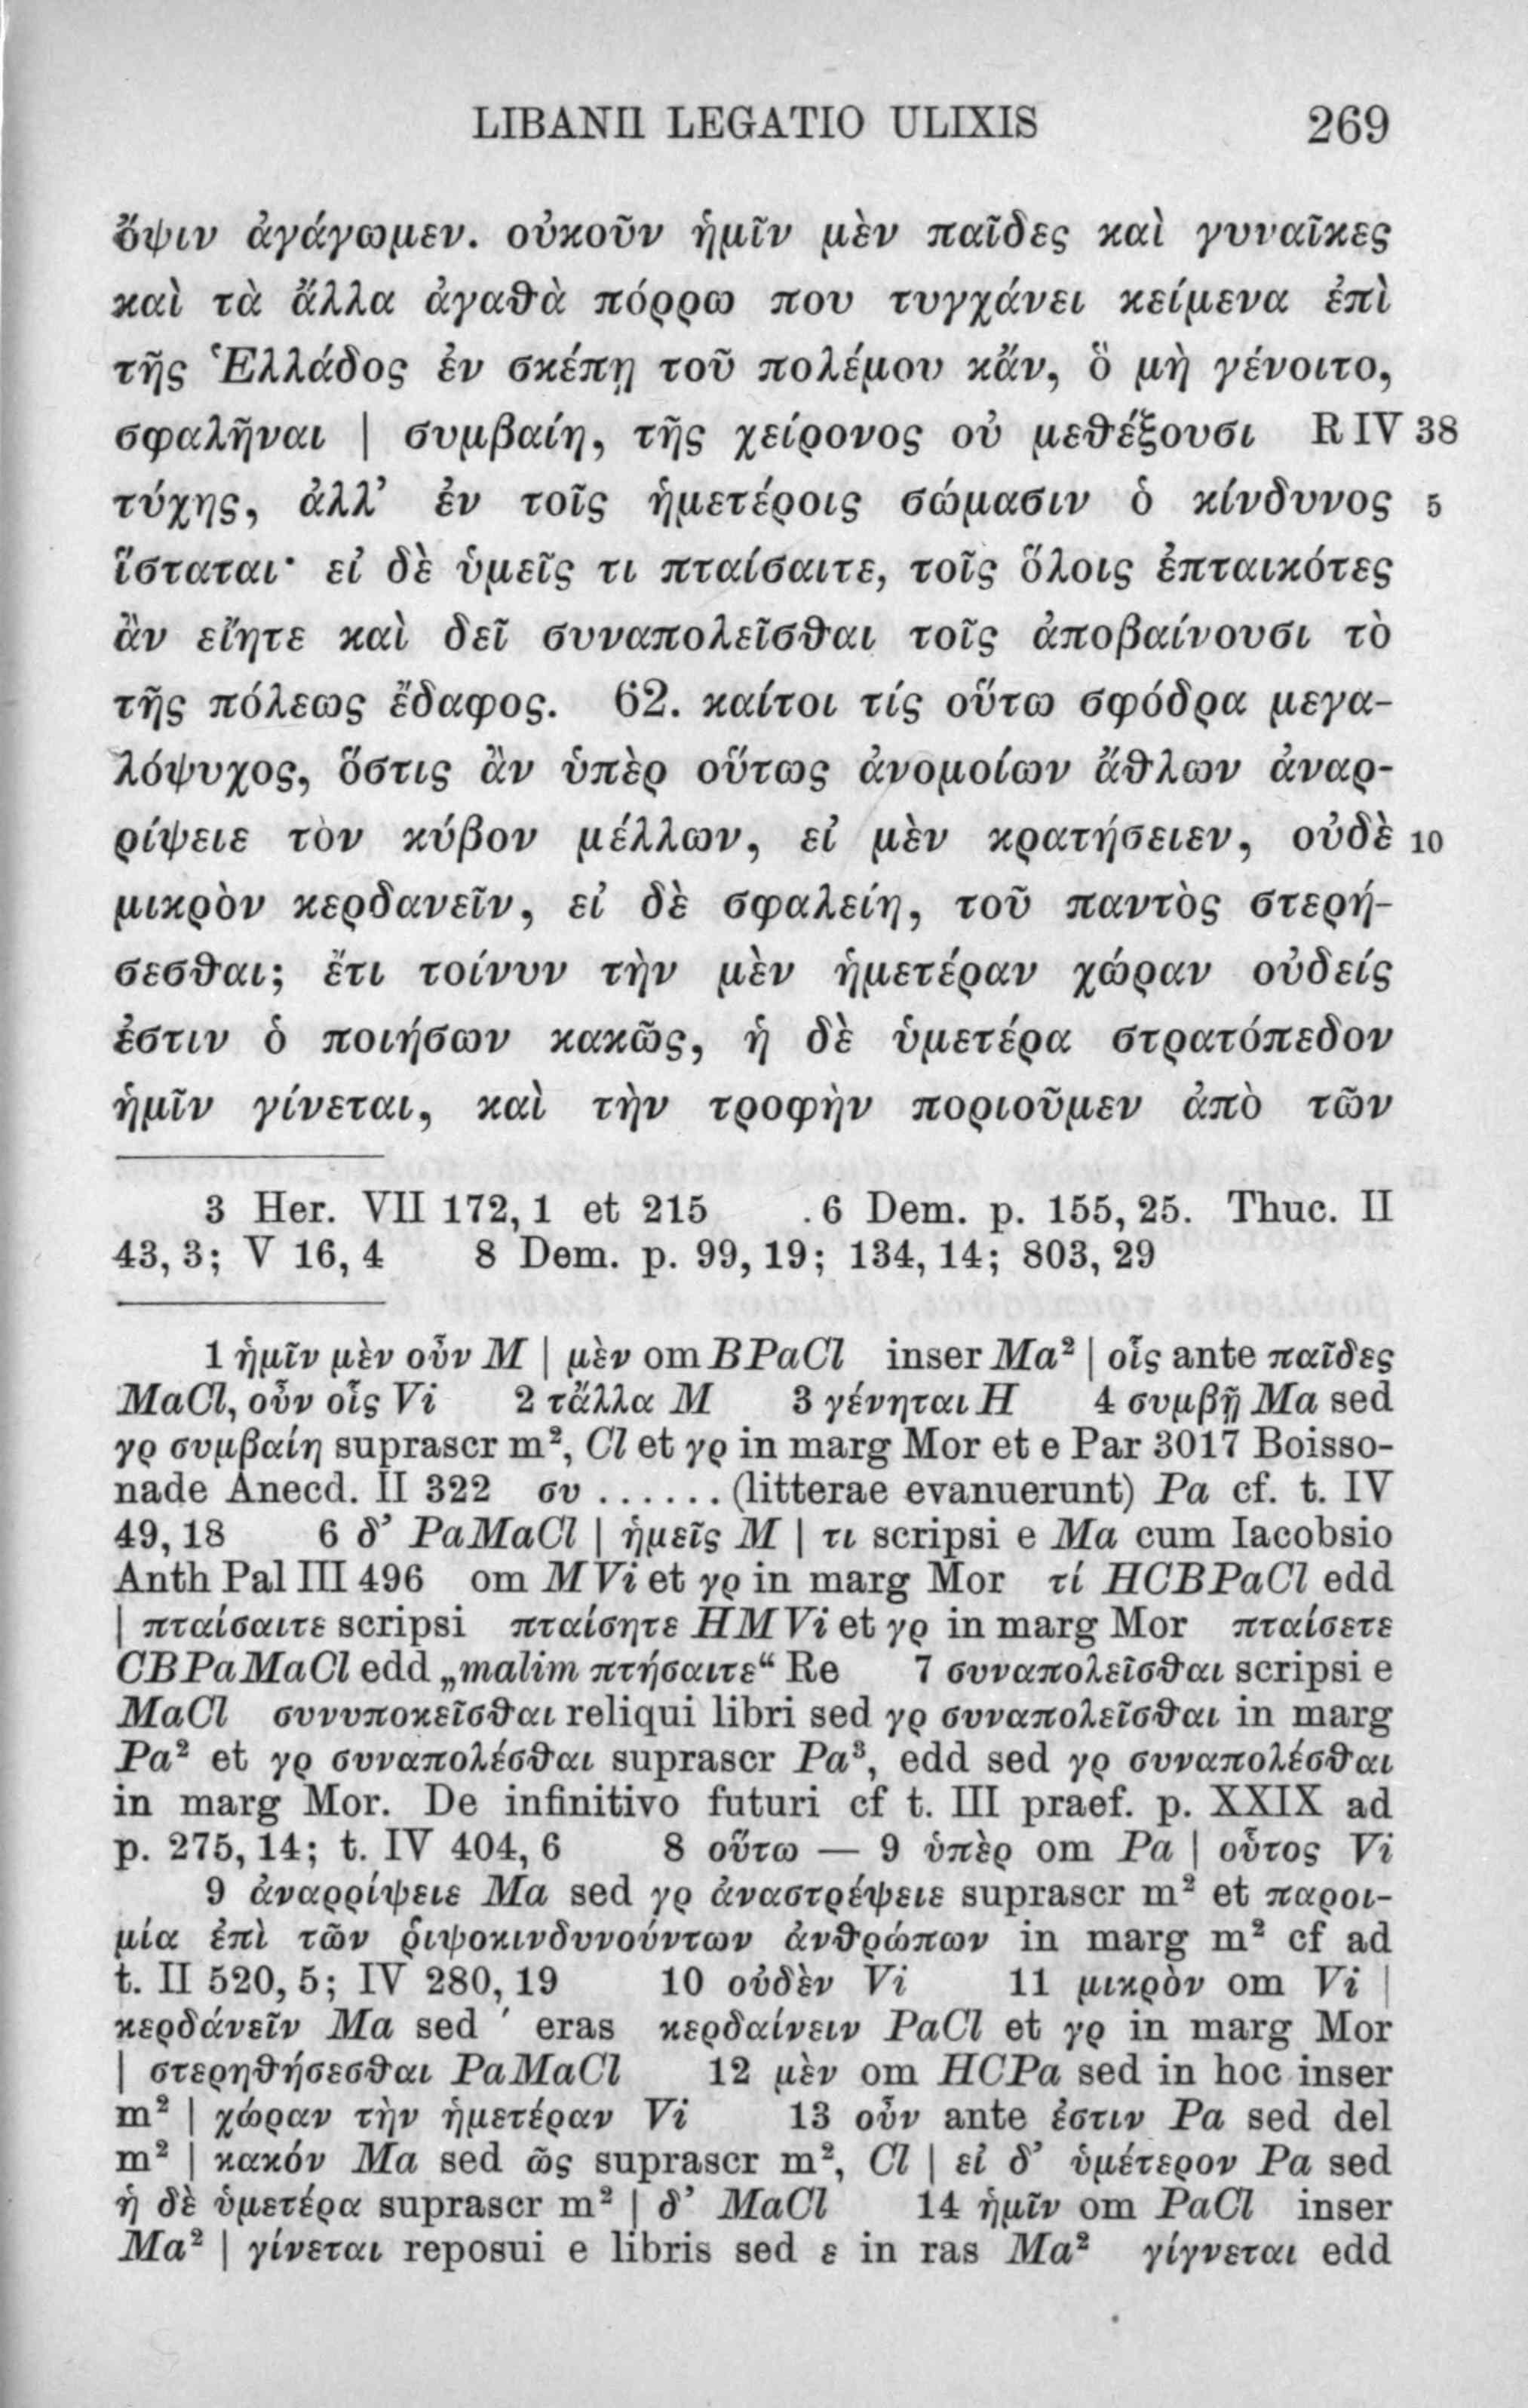 LIBANII LEGATIO ULIXIS 269
ὄψιν ἀγάγωμεν. οὐκοῦν ἡμῖν μὲν παῖδες καὶ γυναῖκες
καὶ τὰ ἄλλα ἀγαθὰ πόρρω που τυγχάνει κείμενα ἐπὶ
τῆς Ἑλλάδος ἐν σκέπῃ τοῦ πολέμου κἄν, ὃ μὴ γένοιτο,
σφαλῆναι | συμβαίη, τῆς χείρονος οὐ μεθέξουσι R IV 38
τύχης, ἀλλ’ ἐν τοῖς ἡμετέροις σώμασιν ὁ κίνδυνος 5
ἵσταται· εἰ δὲ ὑμεῖς τι πταίσαιτε, τοῖς ὅλοις ἐπταικότες
ἂν εἴητε καὶ δεῖ συναπολεῖσθαι τοῖς ἀποβαίνουσι τὸ
τῆς πόλεως ἔδαφος. 62. καίτοι τίς οὕτω σφόδρα μεγα-
λόψυχος, ὅστις ἂν ὑπὲρ οὕτως ἀνομοίων ἄθλων ἀναρ-
ρίψειε τὸν κύβον μέλλων, εἰ μὲν κρατήσειεν, οὐδὲ 10
μικρὸν κερδανεῖν, εἰ δὲ σφαλείη, τοῦ παντὸς στερή-
σεσθαι; ἔτι τοίνυν τὴν μὲν ἡμετέραν χώραν οὐδείς
ἐστιν ὁ ποιήσων κακῶς, ἡ δὲ ὑμετέρα στρατόπεδον
ἡμῖν γίνεται, καὶ τὴν τροφὴν ποριοῦμεν ἀπὸ τῶν
3 Her. VII 172, 1 et 215 6 Dem. p. 155, 25. Thuc. II
43, 3; V 16, 4 8 Dem. p. 99, 19; 134, 14; 803, 29
1 ἡμῖν μὲν οὖν M | μὲν om BPaCl inser Ma² | οἷς ante παῖδες
MaCl, οὖν οἷς Vi 2 τἄλλα M 3 γένηται H 4 συμβῇ Ma sed
γρ συμβαίη suprascr m², Cl et γρ in marg Mor et e Par 3017 Boisso-
nade Anecd. II 322 συ ...... (litterae evanuerunt) Pa cf. t. IV
49, 18 6 δ’ PaMaCl | ἡμεῖς M | τι scripsi e Ma cum Iacobsio
Anth Pal III 496 om M Vi et γρ in marg Mor τί HCBPaCl edd
| πταίσαιτε scripsi πταίσητε HMVi et γρ in marg Mor πταίσετε
CBPaMaCl edd „malim πτήσαιτε“ Re 7 συναπολεῖσθαι scripsi e
MaCl συνυποκεῖσθαι reliqui libri sed γρ συναπολεῖσθαι in marg
Pa² et γρ συναπολέσθαι suprascr Pa³, edd sed γρ συναπολέσθαι
in marg Mor. De infinitivo futuri cf t. III praef. p. XXIX ad
p. 275, 14; t. IV 404, 6 8 οὕτω — 9 ὑπὲρ om Pa | οὗτος Vi
9 ἀναρρίψειε Ma sed γρ ἀναστρέψειε suprascr m² et παροι-
μία ἐπὶ τῶν ῥιψοκινδυνούντων ἀνθρώπων in marg m² cf ad
t. II 520, 5; IV 280, 19 10 οὐδὲν Vi 11 μικρὸν om Vi |
κερδάνεῖν Ma sed ´ eras κερδαίνειν PaCl et γρ in marg Mor
| στερηθήσεσθαι PaMaCl 12 μὲν om HCPa sed in hoc inser
m² | χώραν τὴν ἡμετέραν Vi 13 οὖν ante ἐστιν Pa sed del
m² | κακόν Ma sed ῶς suprascr m², Cl | εἰ δ’ ὑμέτερον Pa sed
ἡ δὲ ὑμετέρα suprascr m² | δ’ MaCl 14 ἡμῖν om PaCl inser
Ma² | γίνεται reposui e libris sed ε in ras Ma² γίγνεται edd